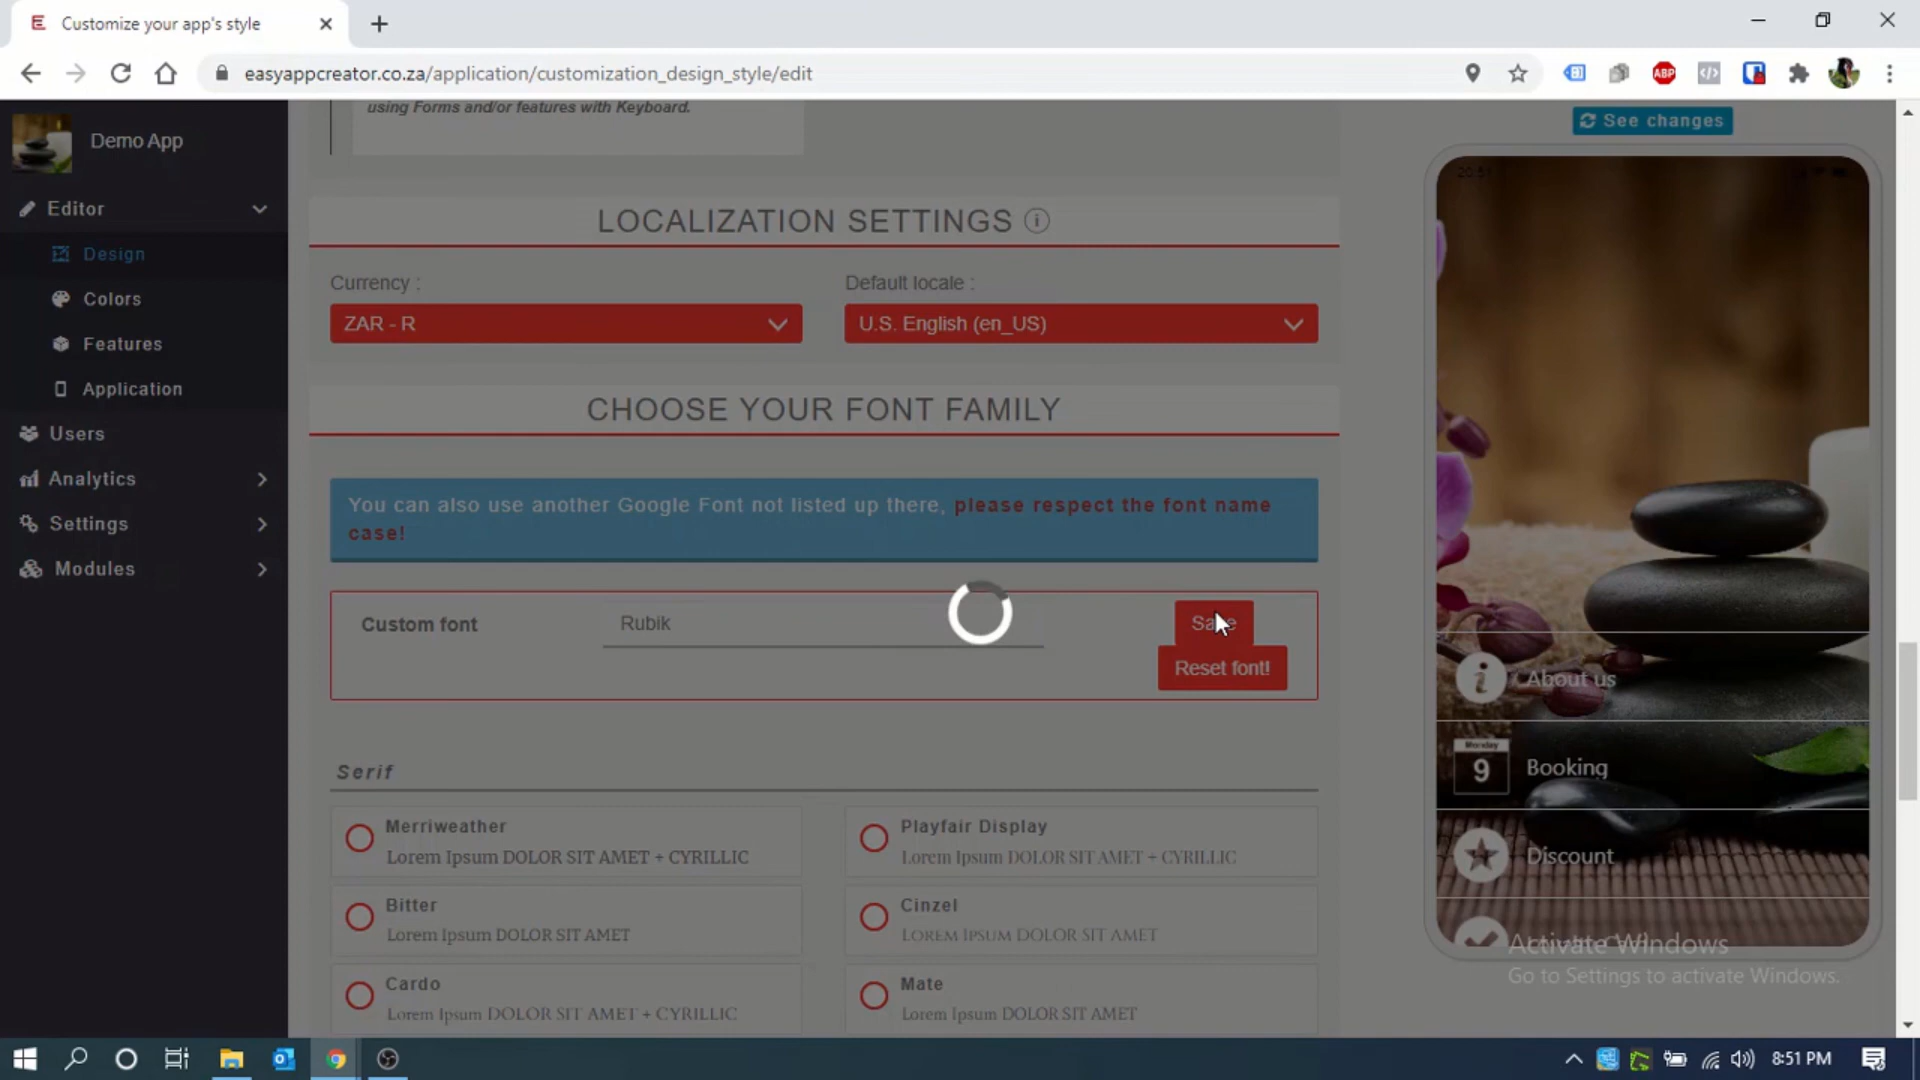 Customize your app's style
easyappcreator.co.za/application/customization_design_style/edit
ABP
Demo App
Editor
Design
Colors
Features
Application
Users
Analytics
Settings
Modules
using Forms and/or features with Keyboard.
LOCALIZATION SETTINGS
Currency :
Default locale :
ZAR - R
U.S. English (en_US)
CHOOSE YOUR FONT FAMILY
You can also use another Google Font not listed up there, please respect the font name
case!
Custom font
Rubik
Save
Reset font!
Serif
Merriweather
Lorem Ipsum DOLOR SIT AMET + CYRILLIC
Playfair Display
Lorem Ipsum DOLOR SIT AMET + CYRILLIC
Bitter
Lorem Ipsum DOLOR SIT AMET
Cinzel
LOREM IPSUM DOLOR SIT AMET
Cardo
Lorem Ipsum DOLOR SIT AMET + CYRILLIC
Mate
Lorem Ipsum DOLOR SIT AMET
See changes
20:51
About us
Monday
9
Booking
Discount
Activate Windows
Go to Settings to activate Windows.
8:51 PM